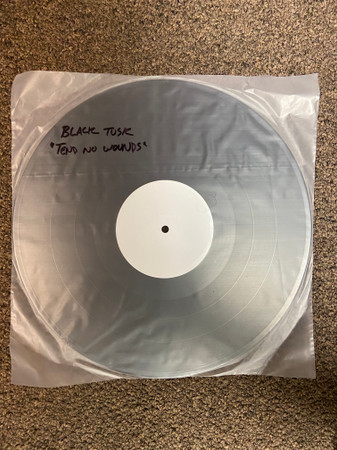 BLACK TUSK
"TEND NO WOUNDS"